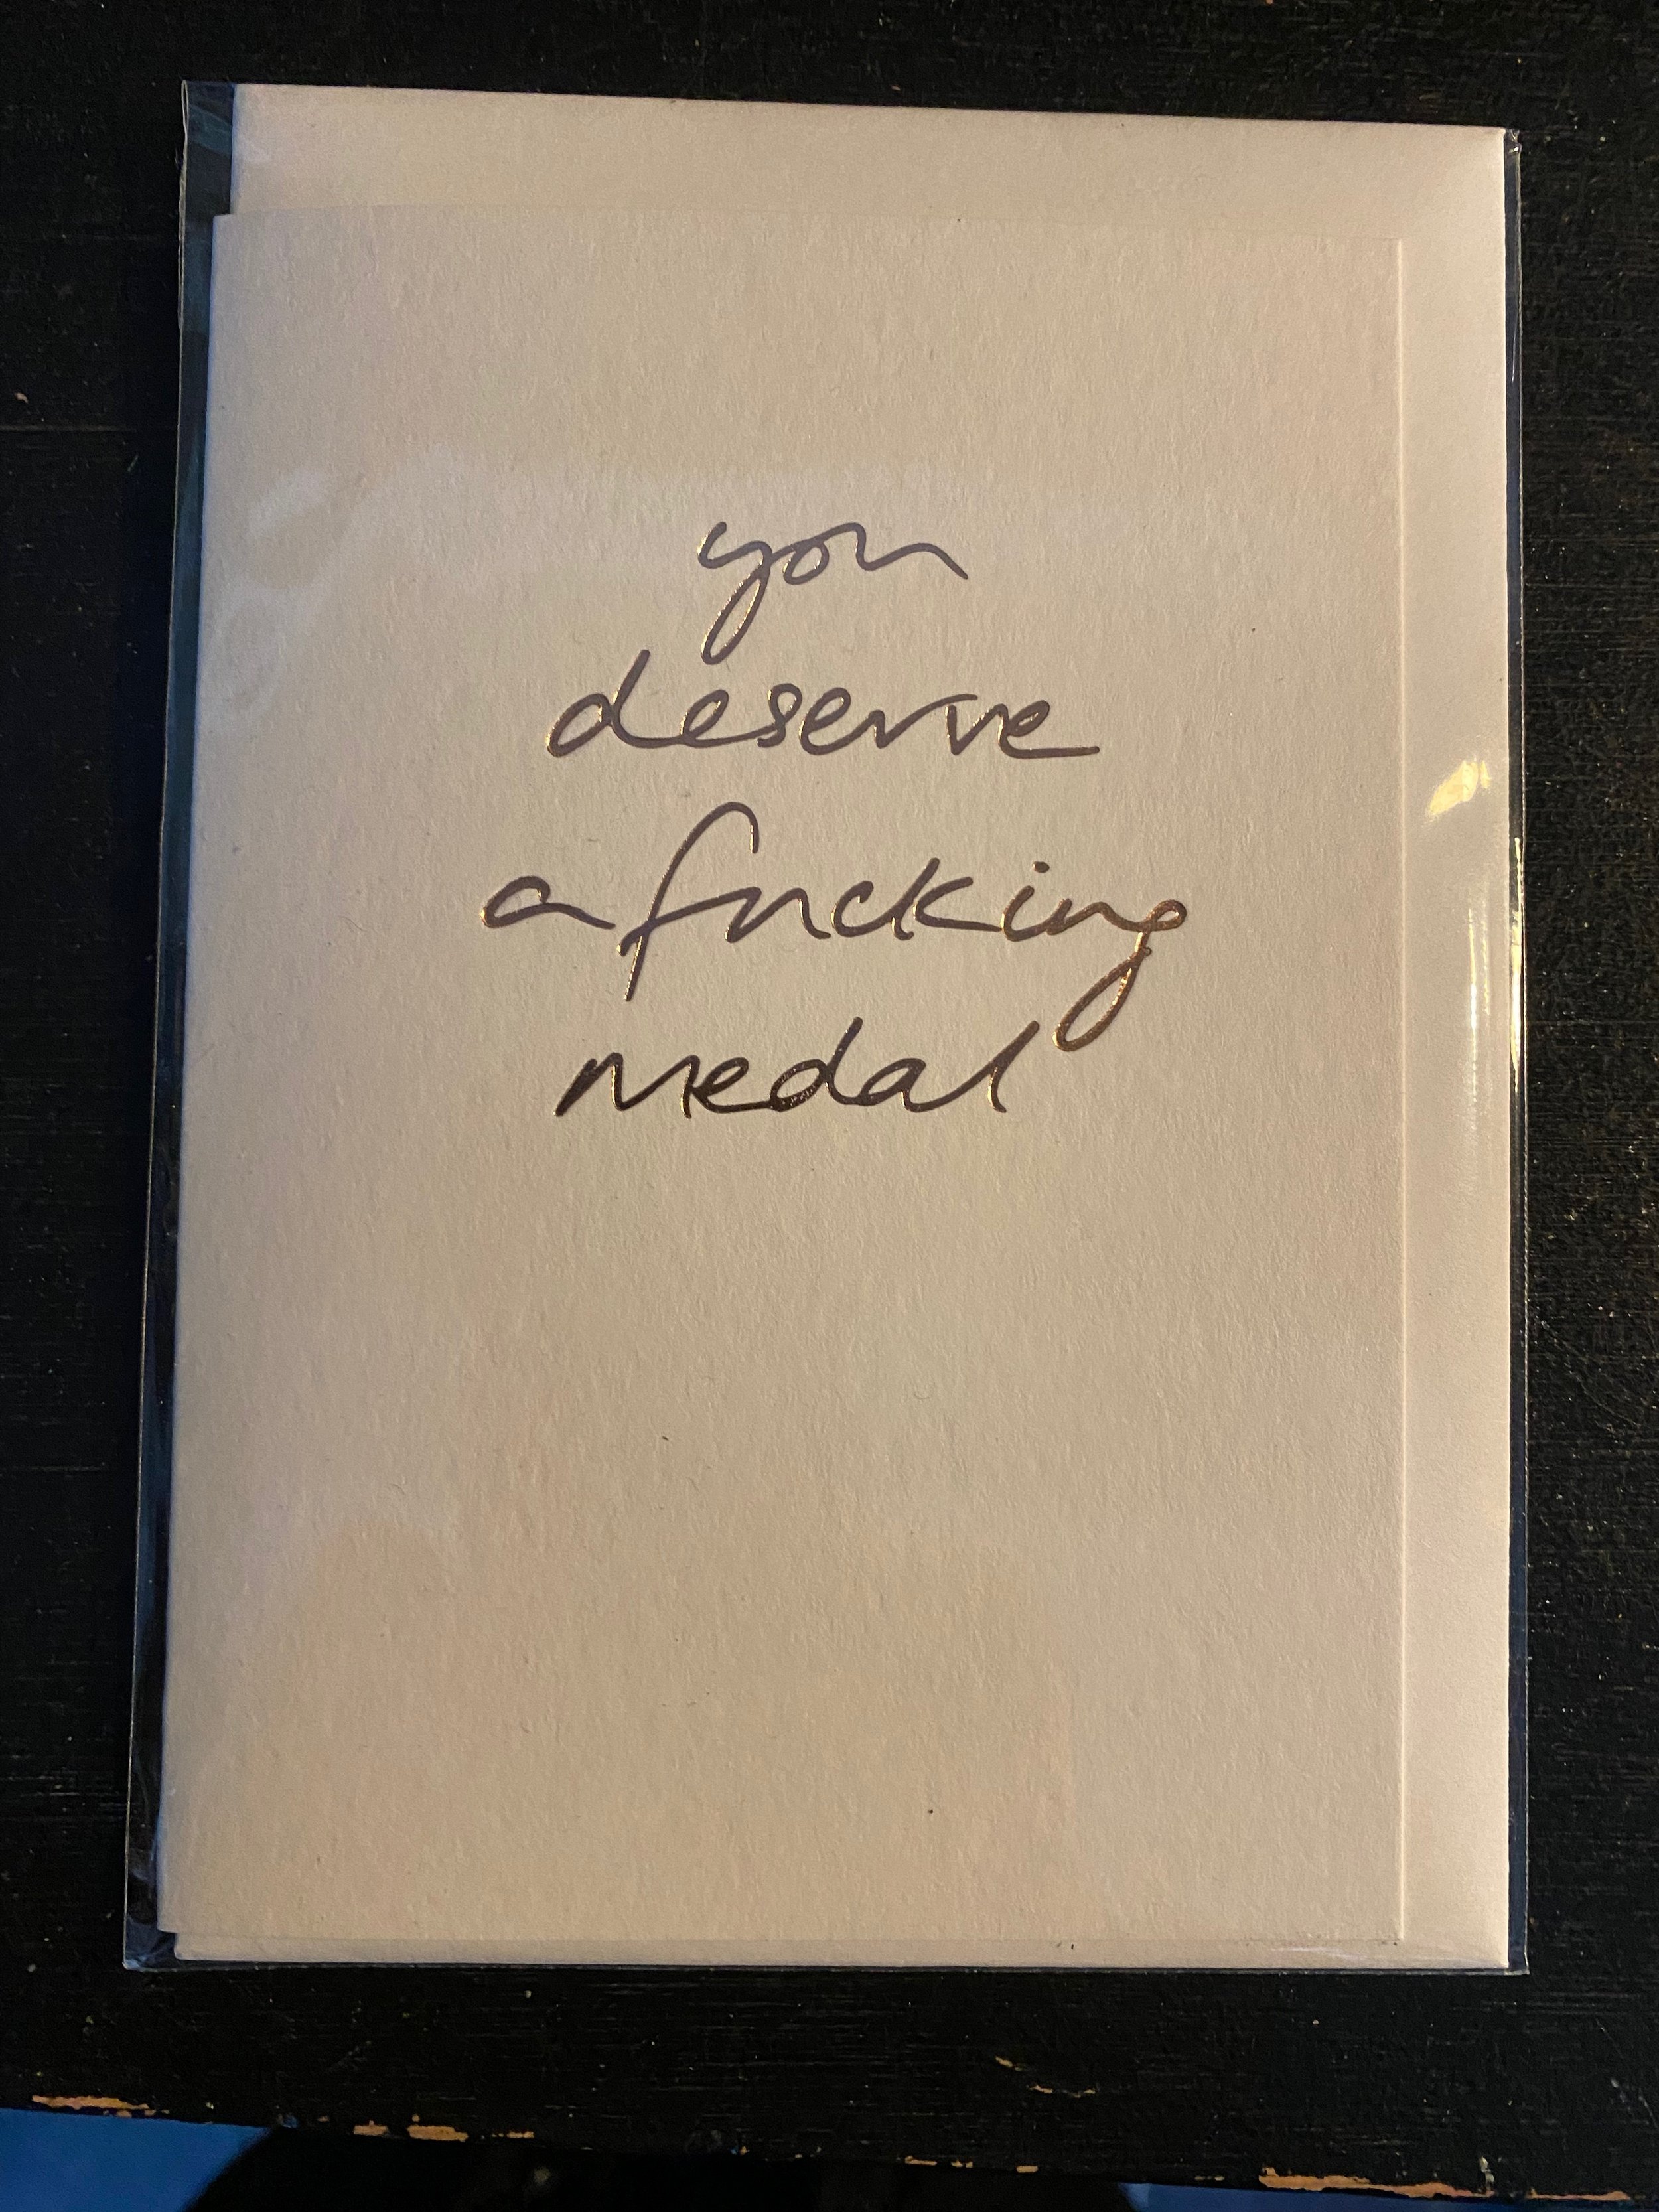 you
deserve
a fucking
medal